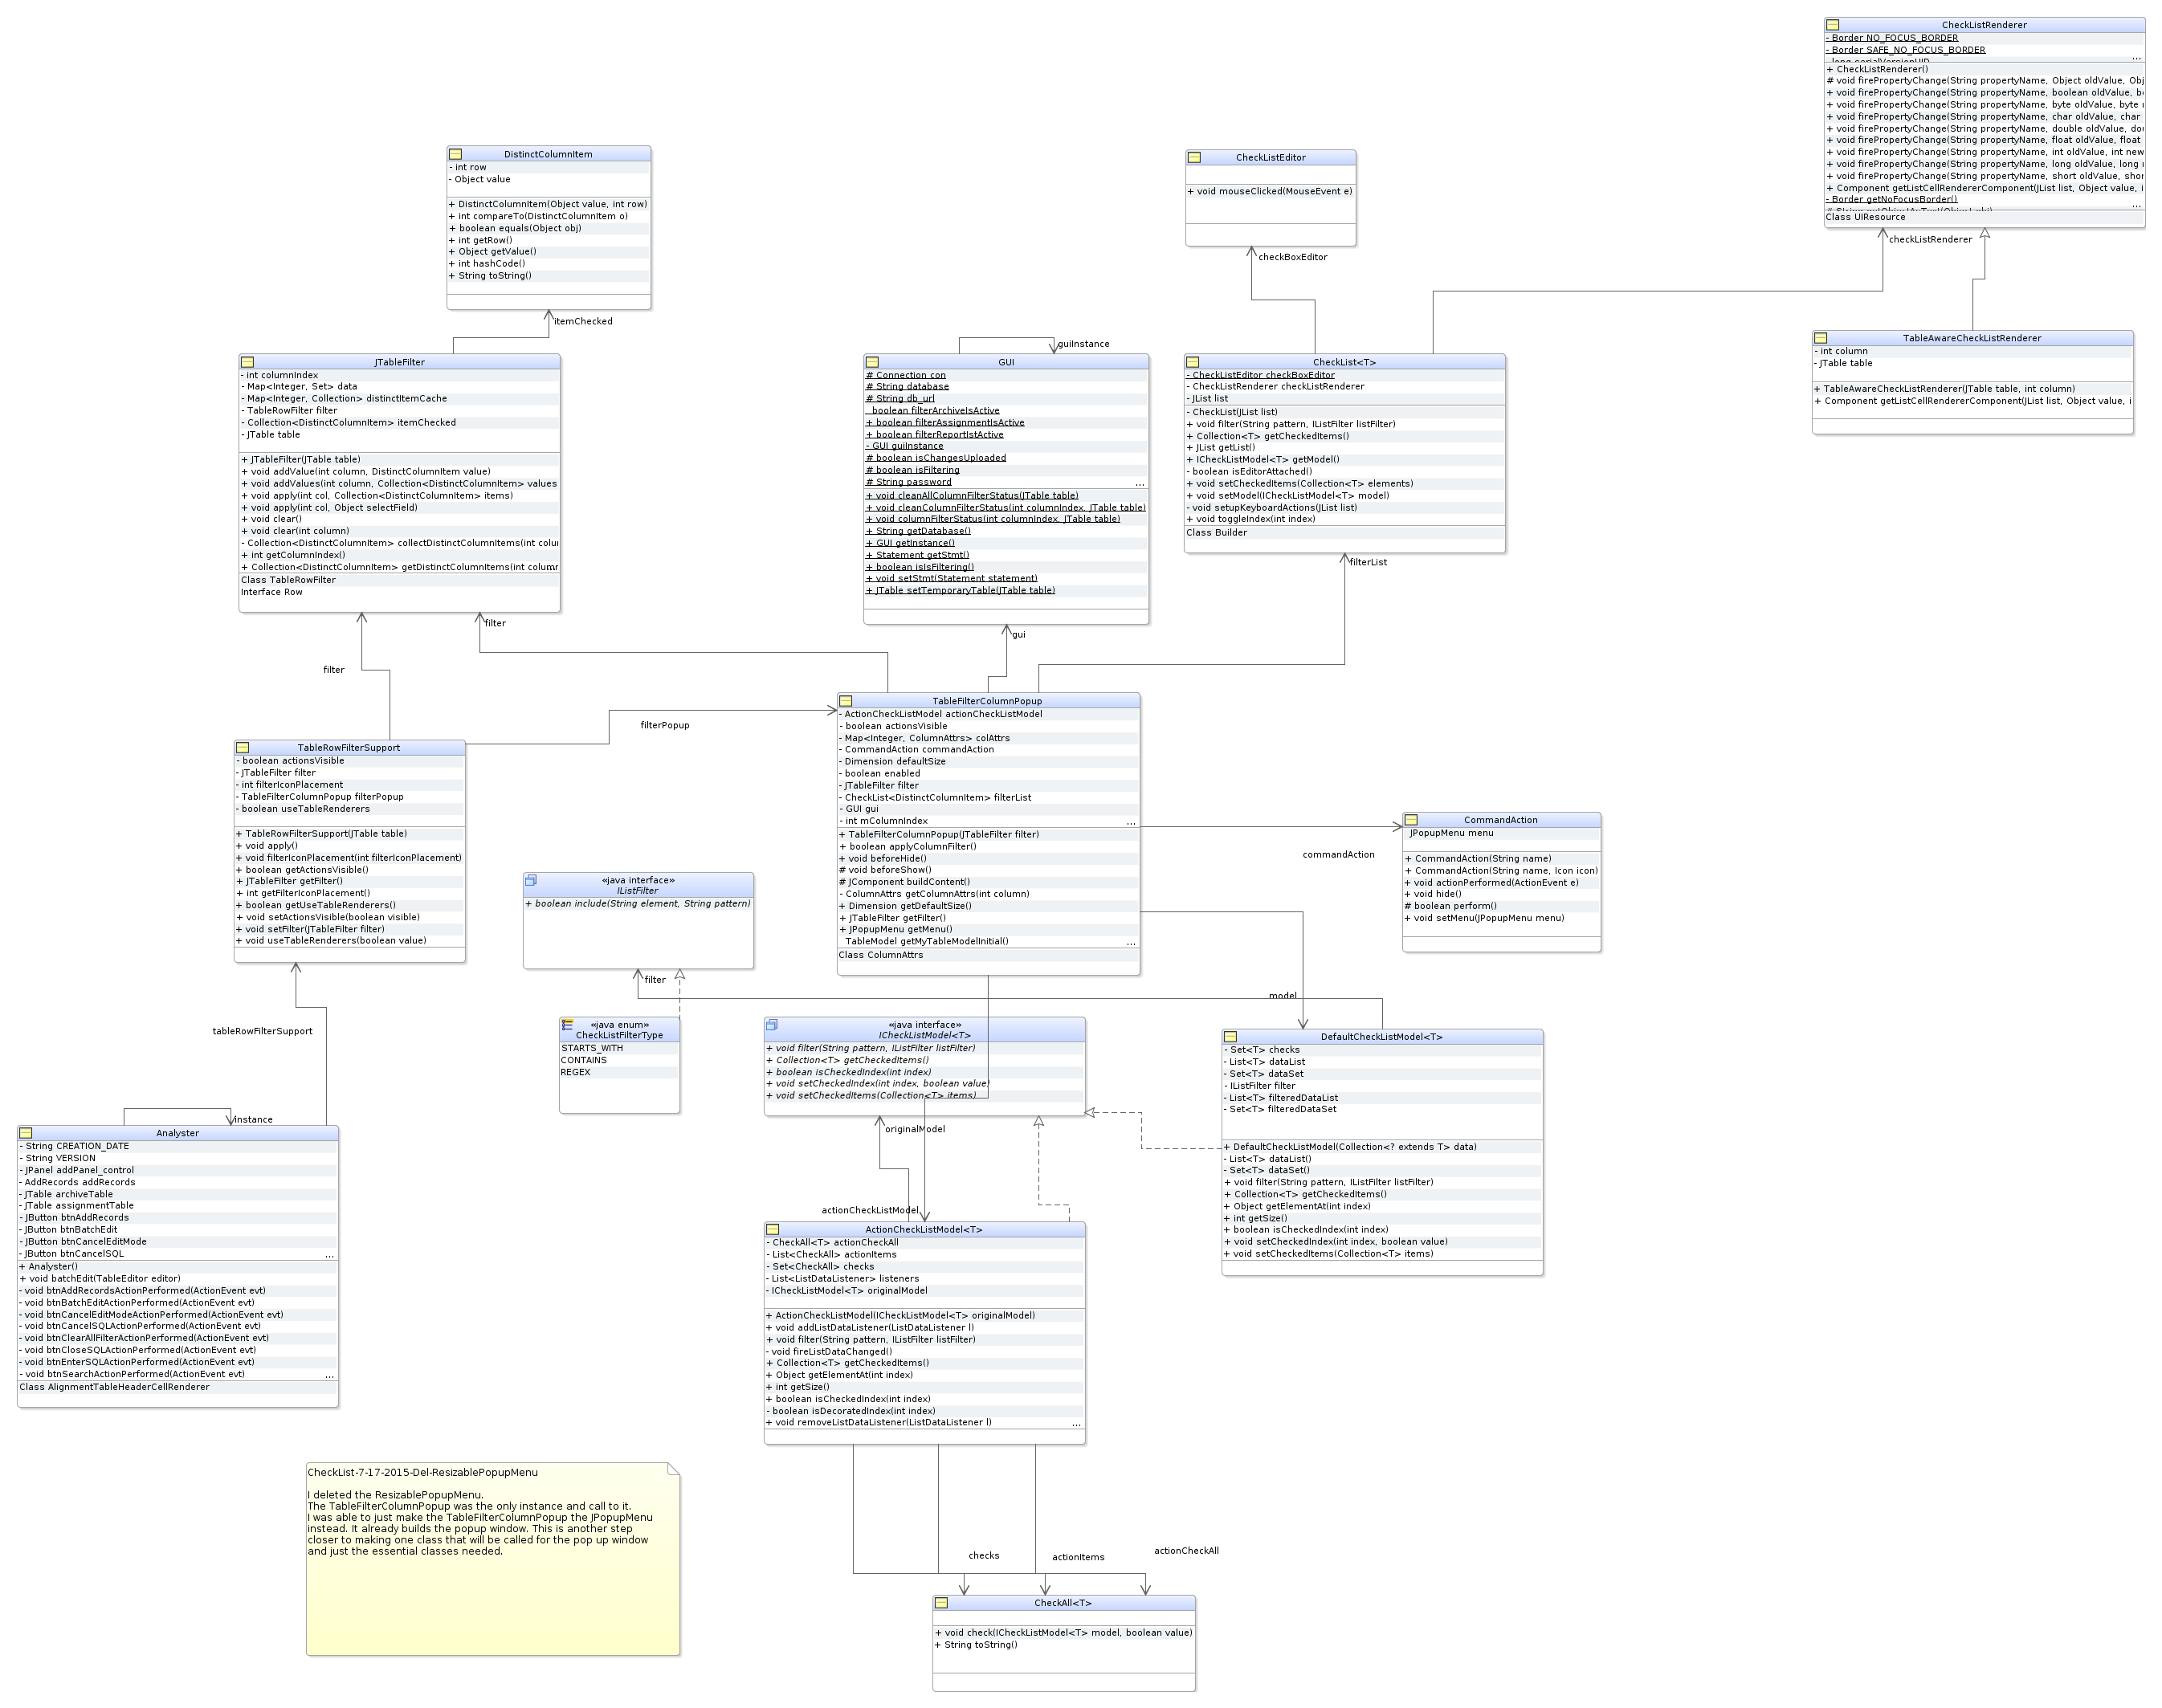 CheckListRenderer
- Border NO_FOCUS_BORDER
- Border SAFE_NO_FOCUS_BORDER
- long serialVersionUID
...
+ CheckListRenderer()
# void firePropertyChange(String propertyName, Object oldValue, Obj
+ void firePropertyChange(String propertyName, boolean oldValue, b
+ void firePropertyChange(String propertyName, byte oldValue, byte
+ void firePropertyChange(String propertyName, char oldValue, char
+ void firePropertyChange(String propertyName, double oldValue, dou
+ void firePropertyChange(String propertyName, float oldValue, float
+ void firePropertyChange(String propertyName, int oldValue, int new
+ void firePropertyChange(String propertyName, long oldValue, long
+ void firePropertyChange(String propertyName, short oldValue, shor
+ Component getListCellRendererComponent(JList list, Object value, i
- Border getNoFocusBorder()
...
Class UIResource
checkListRenderer
DistinctColumnItem
- int row
- Object value
+ DistinctColumnItem(Object value, int row)
+ int compareTo(DistinctColumnItem o)
+ boolean equals(Object obj)
+ int getRow()
+ Object getValue()
+ int hashCode()
+ String toString()
itemChecked
CheckListEditor
+ void mouseClicked(MouseEvent e)
checkBoxEditor
TableAwareCheckListRenderer
- int column
- JTable table
+ TableAwareCheckListRenderer(JTable table, int column)
+ Component getListCellRendererComponent(JList list, Object value, i
JTableFilter
- int columnIndex
- Map<Integer, Set> data
- Map<Integer, Collection> distinctItemCache
- TableRowFilter filter
- Collection<DistinctColumnItem> itemChecked
- JTable table
+ JTableFilter(JTable table)
+ void addValue(int column, DistinctColumnItem value)
+ void addValues(int column, Collection<DistinctColumnItem> values
+ void apply(int col, Collection<DistinctColumnItem> items)
+ void apply(int col, Object selectField)
+ void clear()
+ void clear(int column)
- Collection<DistinctColumnItem> collectDistinctColumnItems(int colu
+ int getColumnIndex()
+ Collection<DistinctColumnItem> getDistinctColumnItems(int colum
...
Class TableRowFilter
Interface Row
filter
filter
guiInstance
GUI
# Connection con
# String database
# String db_url
boolean filterArchiveIsActive
+ boolean filterAssignmentIsActive
+ boolean filterReportIstActive
- GUI guiInstance
# boolean isChangesUploaded
# boolean isFiltering
# String password
...
+ void cleanAllColumnFilterStatus(JTable table)
+ void cleanColumnFilterStatus(int columnIndex, JTable table)
+ void columnFilterStatus(int columnIndex, JTable table)
+ String getDatabase()
+ GUI getInstance()
+ Statement getStmt()
+ boolean isIsFiltering()
+ void setStmt(Statement statement)
+ JTable setTemporaryTable(JTable table)
gui
CheckList<T>
- CheckListEditor checkBoxEditor
- CheckListRenderer checkListRenderer
- JList list
- CheckList(JList list)
+ void filter(String pattern, IListFilter listFilter)
+ Collection<T> getCheckedItems()
+ JList getList()
+ ICheckListModel<T> getModel()
- boolean isEditorAttached()
+ void setCheckedItems(Collection<T> elements)
+ void setModel(ICheckListModel<T> model)
- void setupKeyboardActions(JList list)
+ void toggleIndex(int index)
Class Builder
filterList
TableFilterColumnPopup
- ActionCheckListModel actionCheckListModel
- boolean actionsVisible
- Map<Integer, ColumnAttrs> colAttrs
- CommandAction commandAction
- Dimension defaultSize
- boolean enabled
- JTableFilter filter
- CheckList<DistinctColumnItem> filterList
- GUI gui
- int mColumnIndex
...
+ TableFilterColumnPopup(JTableFilter filter)
+ boolean applyColumnFilter()
+ void beforeHide()
# void beforeShow()
# JComponent buildContent()
- ColumnAttrs getColumnAttrs(int column)
+ Dimension getDefaultSize()
+ JTableFilter getFilter()
+ JPopupMenu getMenu()
TableModel getMyTableModelInitial()
...
Class ColumnAttrs
filterPopup
TableRowFilterSupport
- boolean actionsVisible
- JTableFilter filter
- int filterIconPlacement
- TableFilterColumnPopup filterPopup
- boolean useTableRenderers
+ TableRowFilterSupport(JTable table)
+ void apply()
+ void filterIconPlacement(int filterIconPlacement)
+ boolean getActionsVisible()
+ JTableFilter getFilter()
+ int getFilterIconPlacement()
+ boolean getUseTableRenderers()
+ void setActionsVisible(boolean visible)
+ void setFilter(JTableFilter filter)
+ void useTableRenderers(boolean value)
tableRowFilterSupport
CommandAction
JPopupMenu menu
+ CommandAction(String name)
+ CommandAction(String name, Icon icon)
+ void actionPerformed(ActionEvent e)
+ void hide()
# boolean perform()
+ void setMenu(JPopupMenu menu)
commandAction
«java interface»
IListFilter
+ boolean include(String element, String pattern)
filter
model
«java enum»
CheckListFilterType
STARTS_WITH
CONTAINS
REGEX
«java interface»
ICheckListModel<T>
+ void filter(String pattern, IListFilter listFilter)
+ Collection<T> getCheckedItems()
+ boolean isCheckedIndex(int index)
+ void setCheckedIndex(int index, boolean value)
+ void setCheckedItems(Collection<T> items)
originalModel
DefaultCheckListModel<T>
- Set<T> checks
- List<T> dataList
- Set<T> dataSet
- IListFilter filter
- List<T> filteredDataList
- Set<T> filteredDataSet
+ DefaultCheckListModel(Collection<? extends T> data)
- List<T> dataList()
- Set<T> dataSet()
+ void filter(String pattern, IListFilter listFilter)
+ Collection<T> getCheckedItems()
+ Object getElementAt(int index)
+ int getSize()
+ boolean isCheckedIndex(int index)
+ void setCheckedIndex(int index, boolean value)
+ void setCheckedItems(Collection<T> items)
instance
Analyster
- String CREATION_DATE
- String VERSION
- JPanel addPanel_control
- AddRecords addRecords
- JTable archiveTable
- JTable assignmentTable
- JButton btnAddRecords
- JButton btnBatchEdit
- JButton btnCancelEditMode
- JButton btnCancelSQL
...
+ Analyster()
+ void batchEdit(TableEditor editor)
- void btnAddRecordsActionPerformed(ActionEvent evt)
- void btnBatchEditActionPerformed(ActionEvent evt)
- void btnCancelEditModeActionPerformed(ActionEvent evt)
- void btnCancelSQLActionPerformed(ActionEvent evt)
- void btnClearAllFilterActionPerformed(ActionEvent evt)
- void btnCloseSQLActionPerformed(ActionEvent evt)
- void btnEnterSQLActionPerformed(ActionEvent evt)
- void btnSearchActionPerformed(ActionEvent evt)
...
Class AlignmentTableHeaderCellRenderer
actionCheckListModel
ActionCheckListModel<T>
- CheckAll<T> actionCheckAll
- List<CheckAll> actionItems
- Set<CheckAll> checks
- List<ListDataListener> listeners
- ICheckListModel<T> originalModel
+ ActionCheckListModel(ICheckListModel<T> originalModel)
+ void addListDataListener(ListDataListener l)
+ void filter(String pattern, IListFilter listFilter)
- void fireListDataChanged()
+ Collection<T> getCheckedItems()
+ Object getElementAt(int index)
+ int getSize()
+ boolean isCheckedIndex(int index)
- boolean isDecoratedIndex(int index)
+ void removeListDataListener(ListDataListener l)
...
CheckList-7-17-2015-Del-ResizablePopupMenu
I deleted the ResizablePopupMenu.
The TableFilterColumnPopup was the only instance and call to it.
I was able to just make the TableFilterColumnPopup the JPopupMenu
instead. It already builds the popup window. This is another step
closer to making one class that will be called for the pop up window
and just the essential classes needed.
checks
actionItems
actionCheckAll
CheckAll<T>
+ void check(ICheckListModel<T> model, boolean value)
+ String toString()